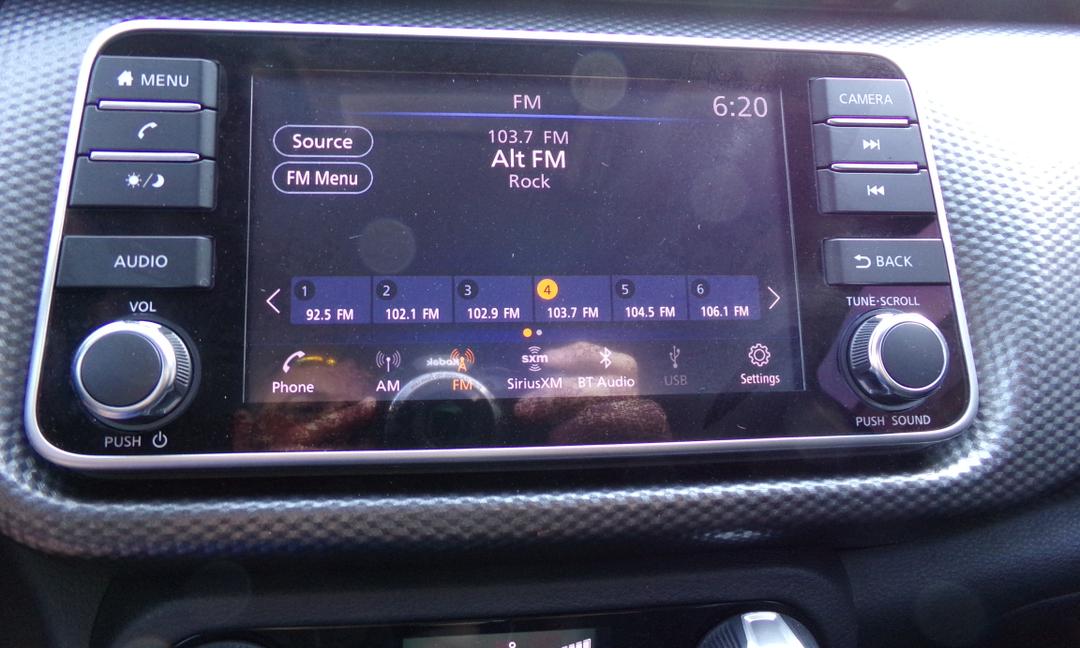 MENU
FM
6:20
CAMERA
Source
103.7 FM
Alt FM
FM Menu
Rock
AUDIO
BACK
VOL
TUNE·SCROLL
1 2 3 4 5 6
92.5 FM 102.1 FM 102.9 FM 103.7 FM 104.5 FM 106.1 FM
Kodak
sxm
Phone AM FM SiriusXM BT Audio USB Settings
PUSH
PUSH SOUND